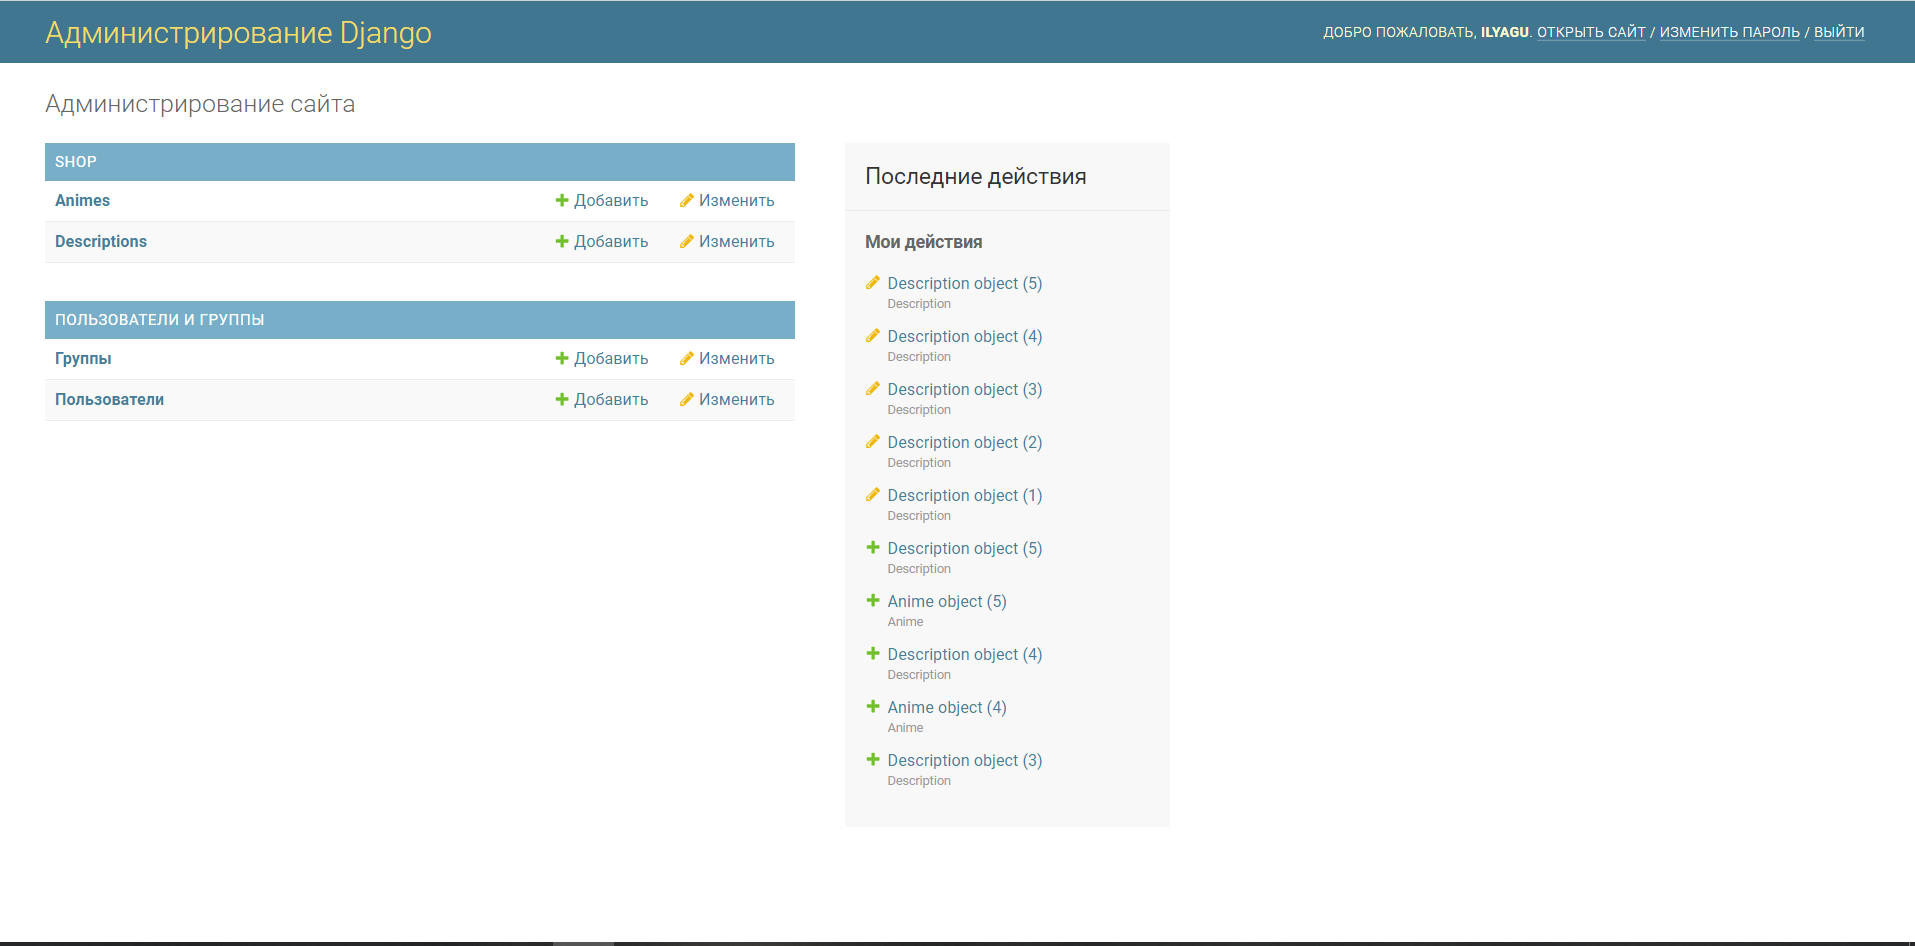 Администрирование Django
ДОБРО ПОЖАЛОВАТЬ, ILYAGU. ОТКРЫТЬ САЙТ / ИЗМЕНИТЬ ПАРОЛЬ / ВЫЙТИ
Администрирование сайта
SHOP
Animes Добавить Изменить
Descriptions Добавить Изменить
ПОЛЬЗОВАТЕЛИ И ГРУППЫ
Группы Добавить Изменить
Пользователи Добавить Изменить
Последние действия
Мои действия
Description object (5)
Description
Description object (4)
Description
Description object (3)
Description
Description object (2)
Description
Description object (1)
Description
Description object (5)
Description
Anime object (5)
Anime
Description object (4)
Description
Anime object (4)
Anime
Description object (3)
Description